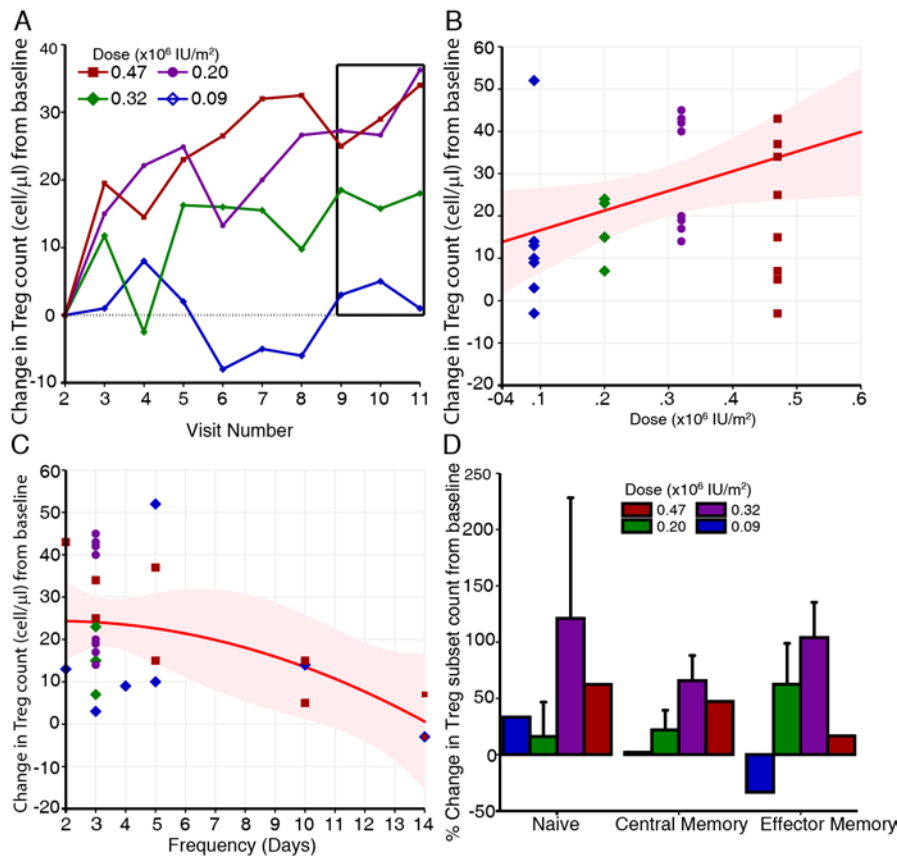 A
Change in Treg count (cell/µl) from baseline
Dose (x10⁶ IU/m²)
0.47 0.20
0.32 0.09
40
30
20
10
0
-10
2 3 4 5 6 7 8 9 10 11
Visit Number
B
Change in Treg count (cell/µl) from baseline
60
50
40
30
20
10
0
-10
-20
-04 .1 .2 .3 .4 .5 .6
Dose (x10⁶ IU/m²)
C
Change in Treg count (cell/µl) from baseline
60
50
40
30
20
10
0
-10
-20
2 3 4 5 6 7 8 9 10 11 12 13 14
Frequency (Days)
D
% Change in Treg subset count from baseline
Dose (x10⁶ IU/m²)
0.47 0.32
0.20 0.09
250
200
150
100
50
0
-50
Naive Central Memory Effector Memory